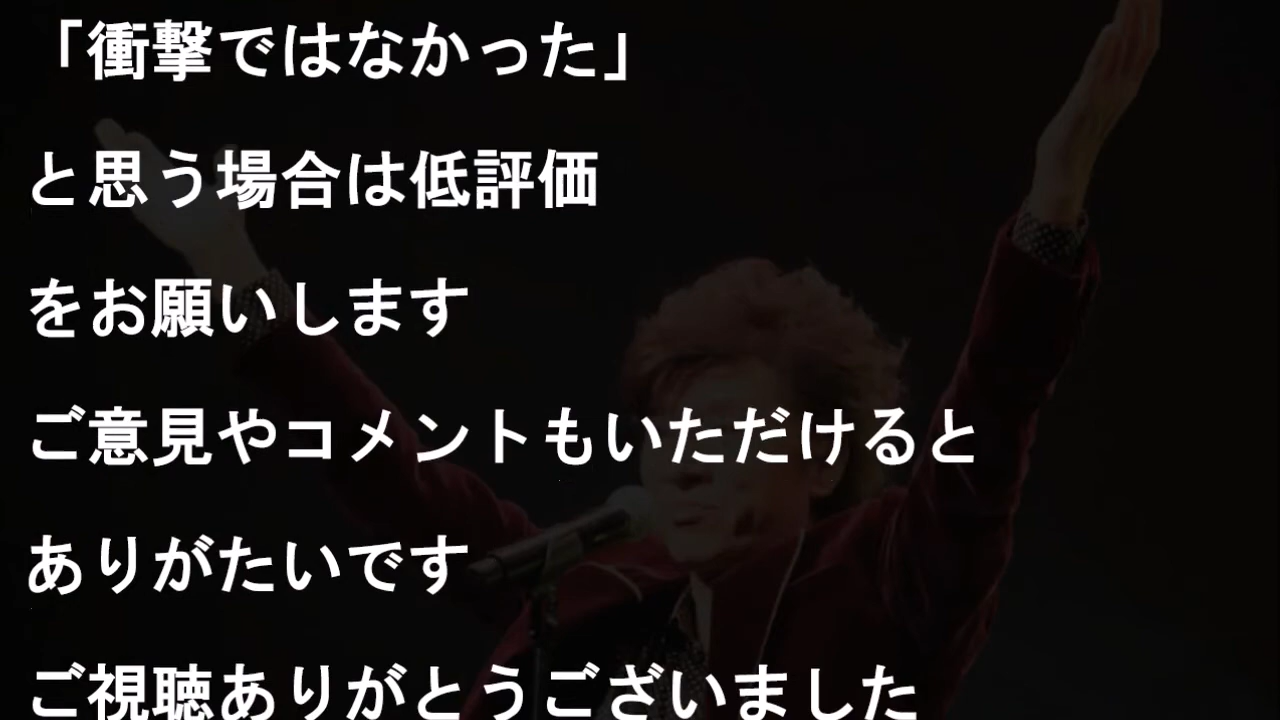 「衝撃ではなかった」
と思う場合は低評価
をお願いします
ご意見やコメントもいただけると
ありがたいです
ご視聴ありがとうございました